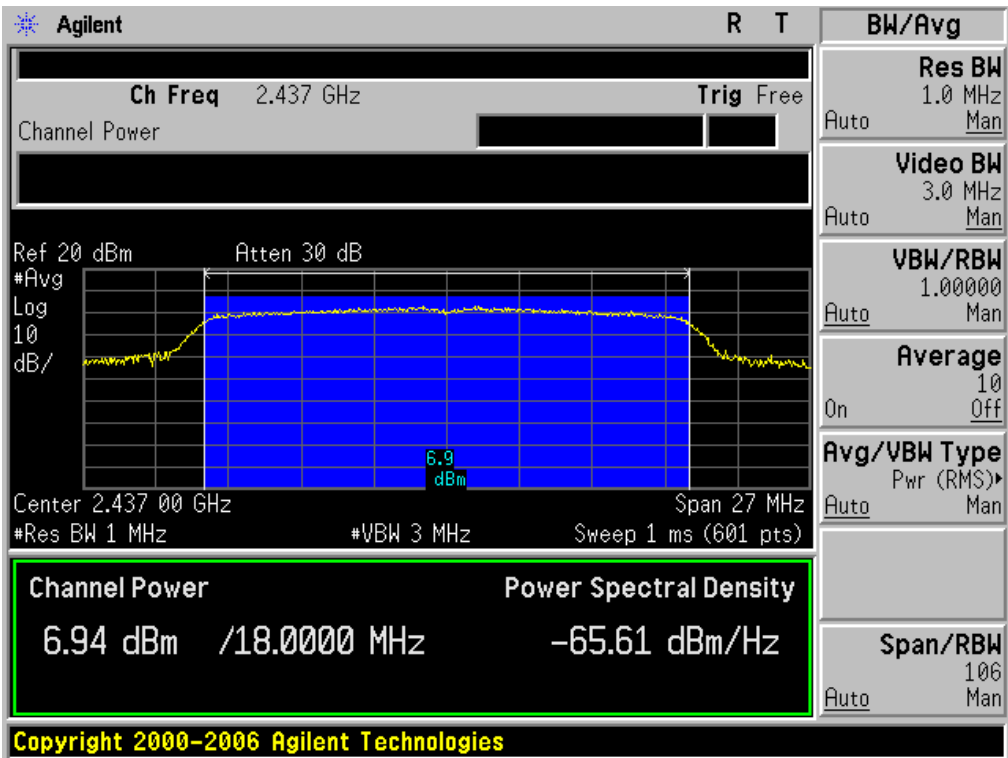 Agilent R T
Ch Freq 2.437 GHz Trig Free
Channel Power
Ref 20 dBm Atten 30 dB
#Avg
Log
10
dB/
6.9
dBm
Center 2.437 00 GHz Span 27 MHz
#Res BW 1 MHz #VBW 3 MHz Sweep 1 ms (601 pts)
Channel Power Power Spectral Density
6.94 dBm /18.0000 MHz -65.61 dBm/Hz
Copyright 2000-2006 Agilent Technologies
BW/Avg
Res BW
1.0 MHz
Auto Man
Video BW
3.0 MHz
Auto Man
VBW/RBW
1.00000
Auto Man
Average
10
On Off
Avg/VBW Type
Pwr (RMS)▸
Auto Man
Span/RBW
106
Auto Man